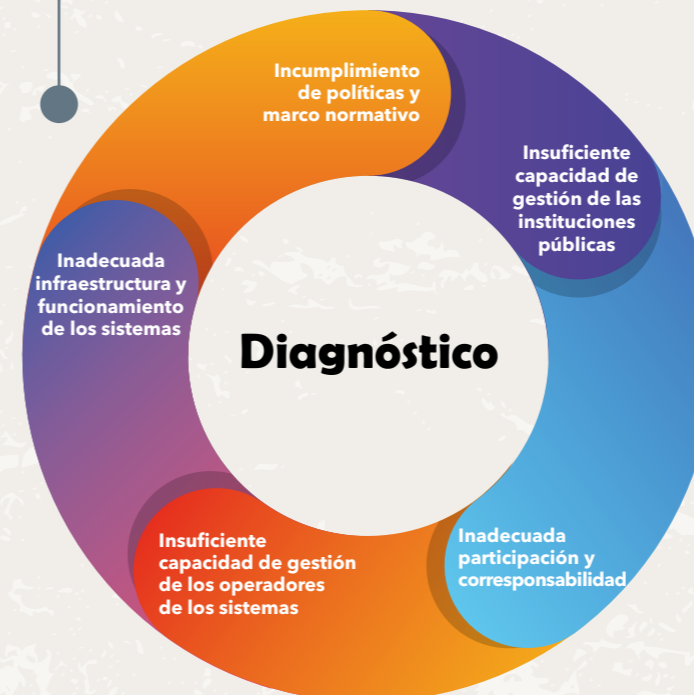 Incumplimiento
de políticas y
marco normativo
Insuficiente
capacidad de
gestión de las
instituciones
públicas
Inadecuada
infraestructura y
funcionamiento
de los sistemas
Diagnóstico
Insuficiente
capacidad de gestión
de los operadores
de los sistemas
Inadecuada
participación y
corresponsabilidad